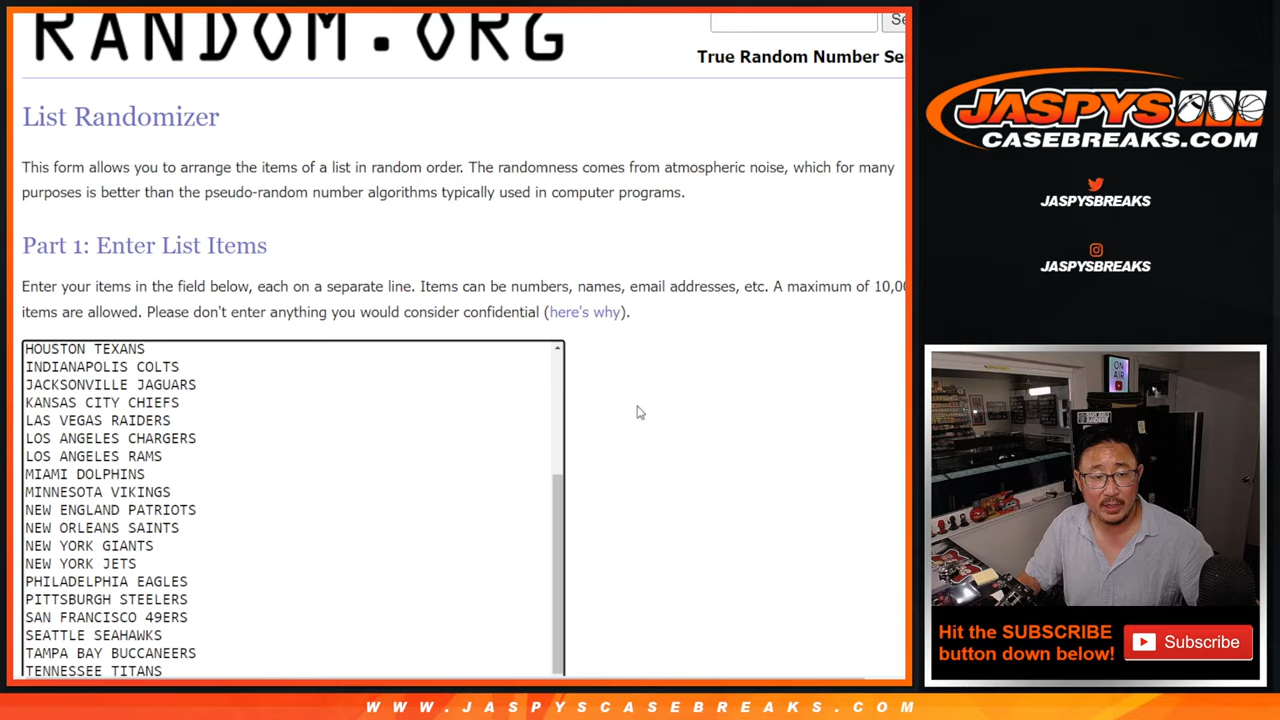 RANDOM.ORG
True Random Number Se
List Randomizer
This form allows you to arrange the items of a list in random order. The randomness comes from atmospheric noise, which for many
purposes is better than the pseudo-random number algorithms typically used in computer programs.
Part 1: Enter List Items
Enter your items in the field below, each on a separate line. Items can be numbers, names, email addresses, etc. A maximum of 10,00
items are allowed. Please don't enter anything you would consider confidential (here's why).
HOUSTON TEXANS
INDIANAPOLIS COLTS
JACKSONVILLE JAGUARS
KANSAS CITY CHIEFS
LAS VEGAS RAIDERS
LOS ANGELES CHARGERS
LOS ANGELES RAMS
MIAMI DOLPHINS
MINNESOTA VIKINGS
NEW ENGLAND PATRIOTS
NEW ORLEANS SAINTS
NEW YORK GIANTS
NEW YORK JETS
PHILADELPHIA EAGLES
PITTSBURGH STEELERS
SAN FRANCISCO 49ERS
SEATTLE SEAHAWKS
TAMPA BAY BUCCANEERS
TENNESSEE TITANS
JASPYS
CASEBREAKS.COM
JASPYSBREAKS
JASPYSBREAKS
ON
AIR
Hit the SUBSCRIBE
button down below!
Subscribe
WWW.JASPYSCASEBREAKS.COM